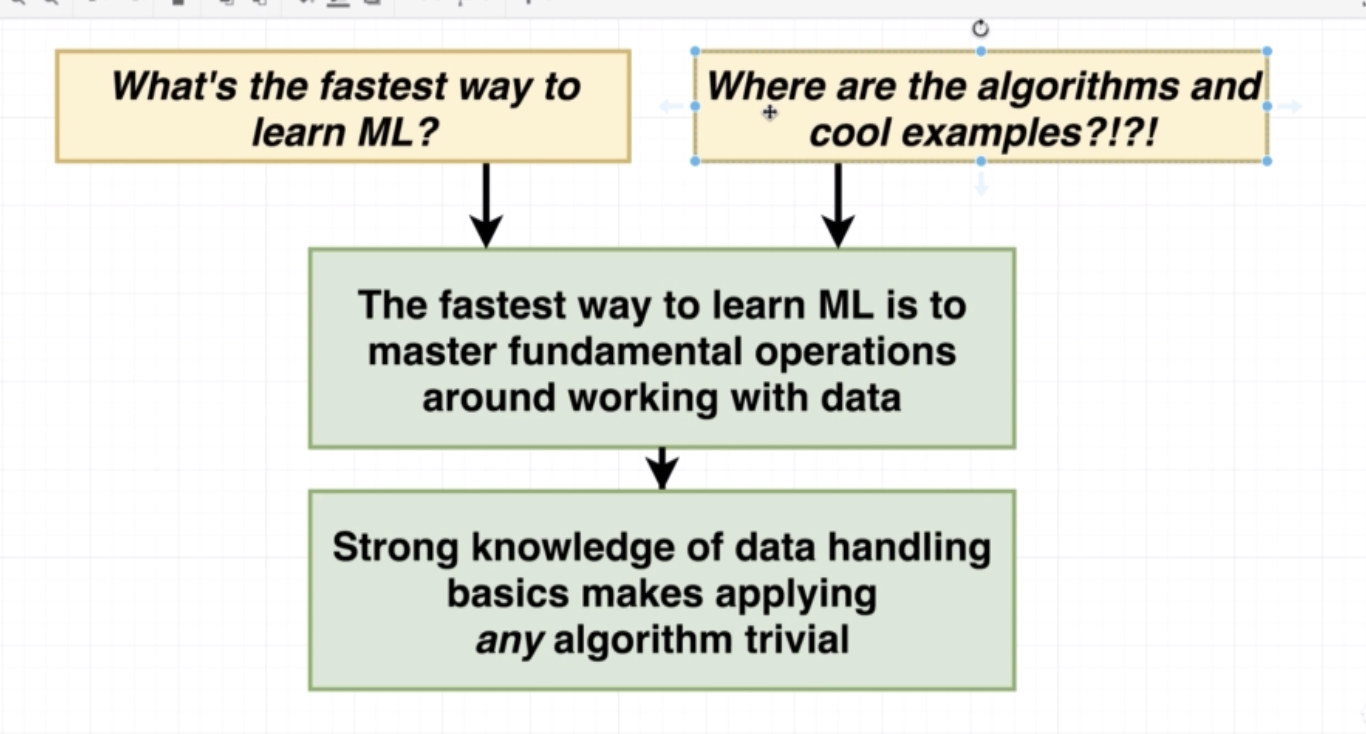 What's the fastest way to
learn ML?
Where are the algorithms and
cool examples?!?!
The fastest way to learn ML is to
master fundamental operations
around working with data
Strong knowledge of data handling
basics makes applying
any algorithm trivial